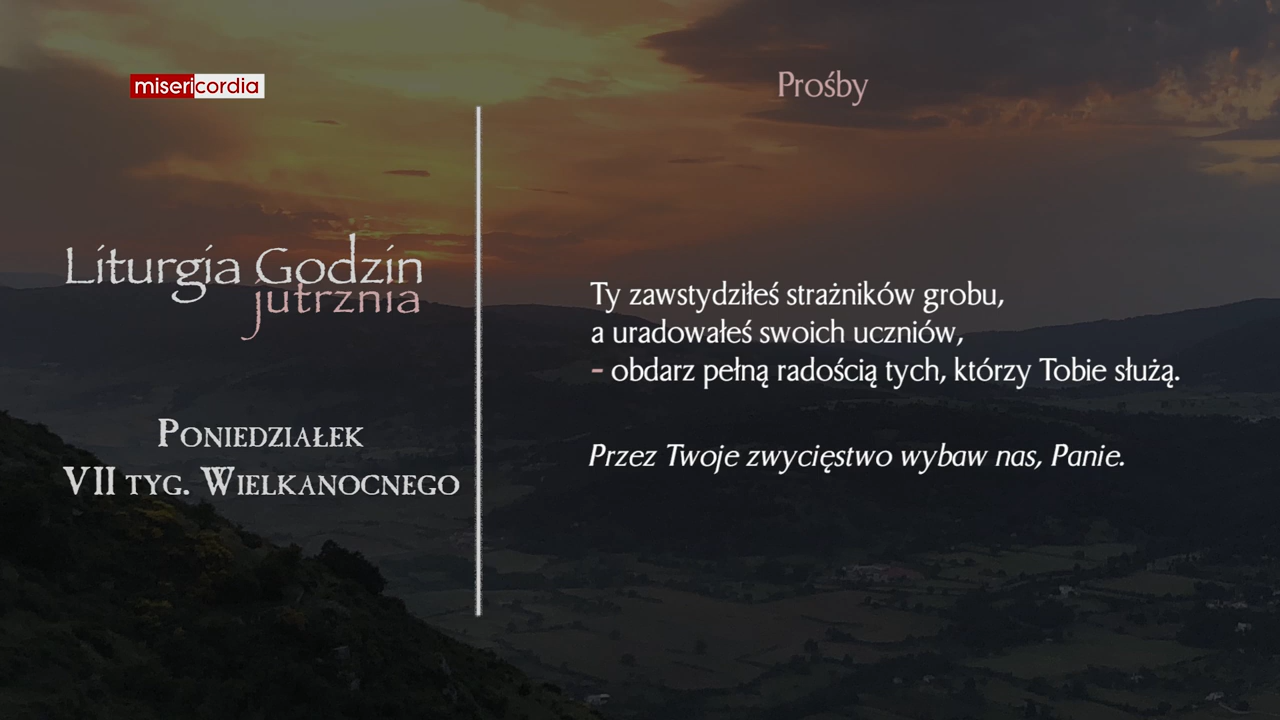 misericordia
Liturgia Godzin
jutrznia
Poniedziałek
VII tyg. Wielkanocnego
Prośby
Ty zawstydziłeś strażników grobu,
a uradowałeś swoich uczniów,
- obdarz pełną radością tych, którzy Tobie służą.
Przez Twoje zwycięstwo wybaw nas, Panie.